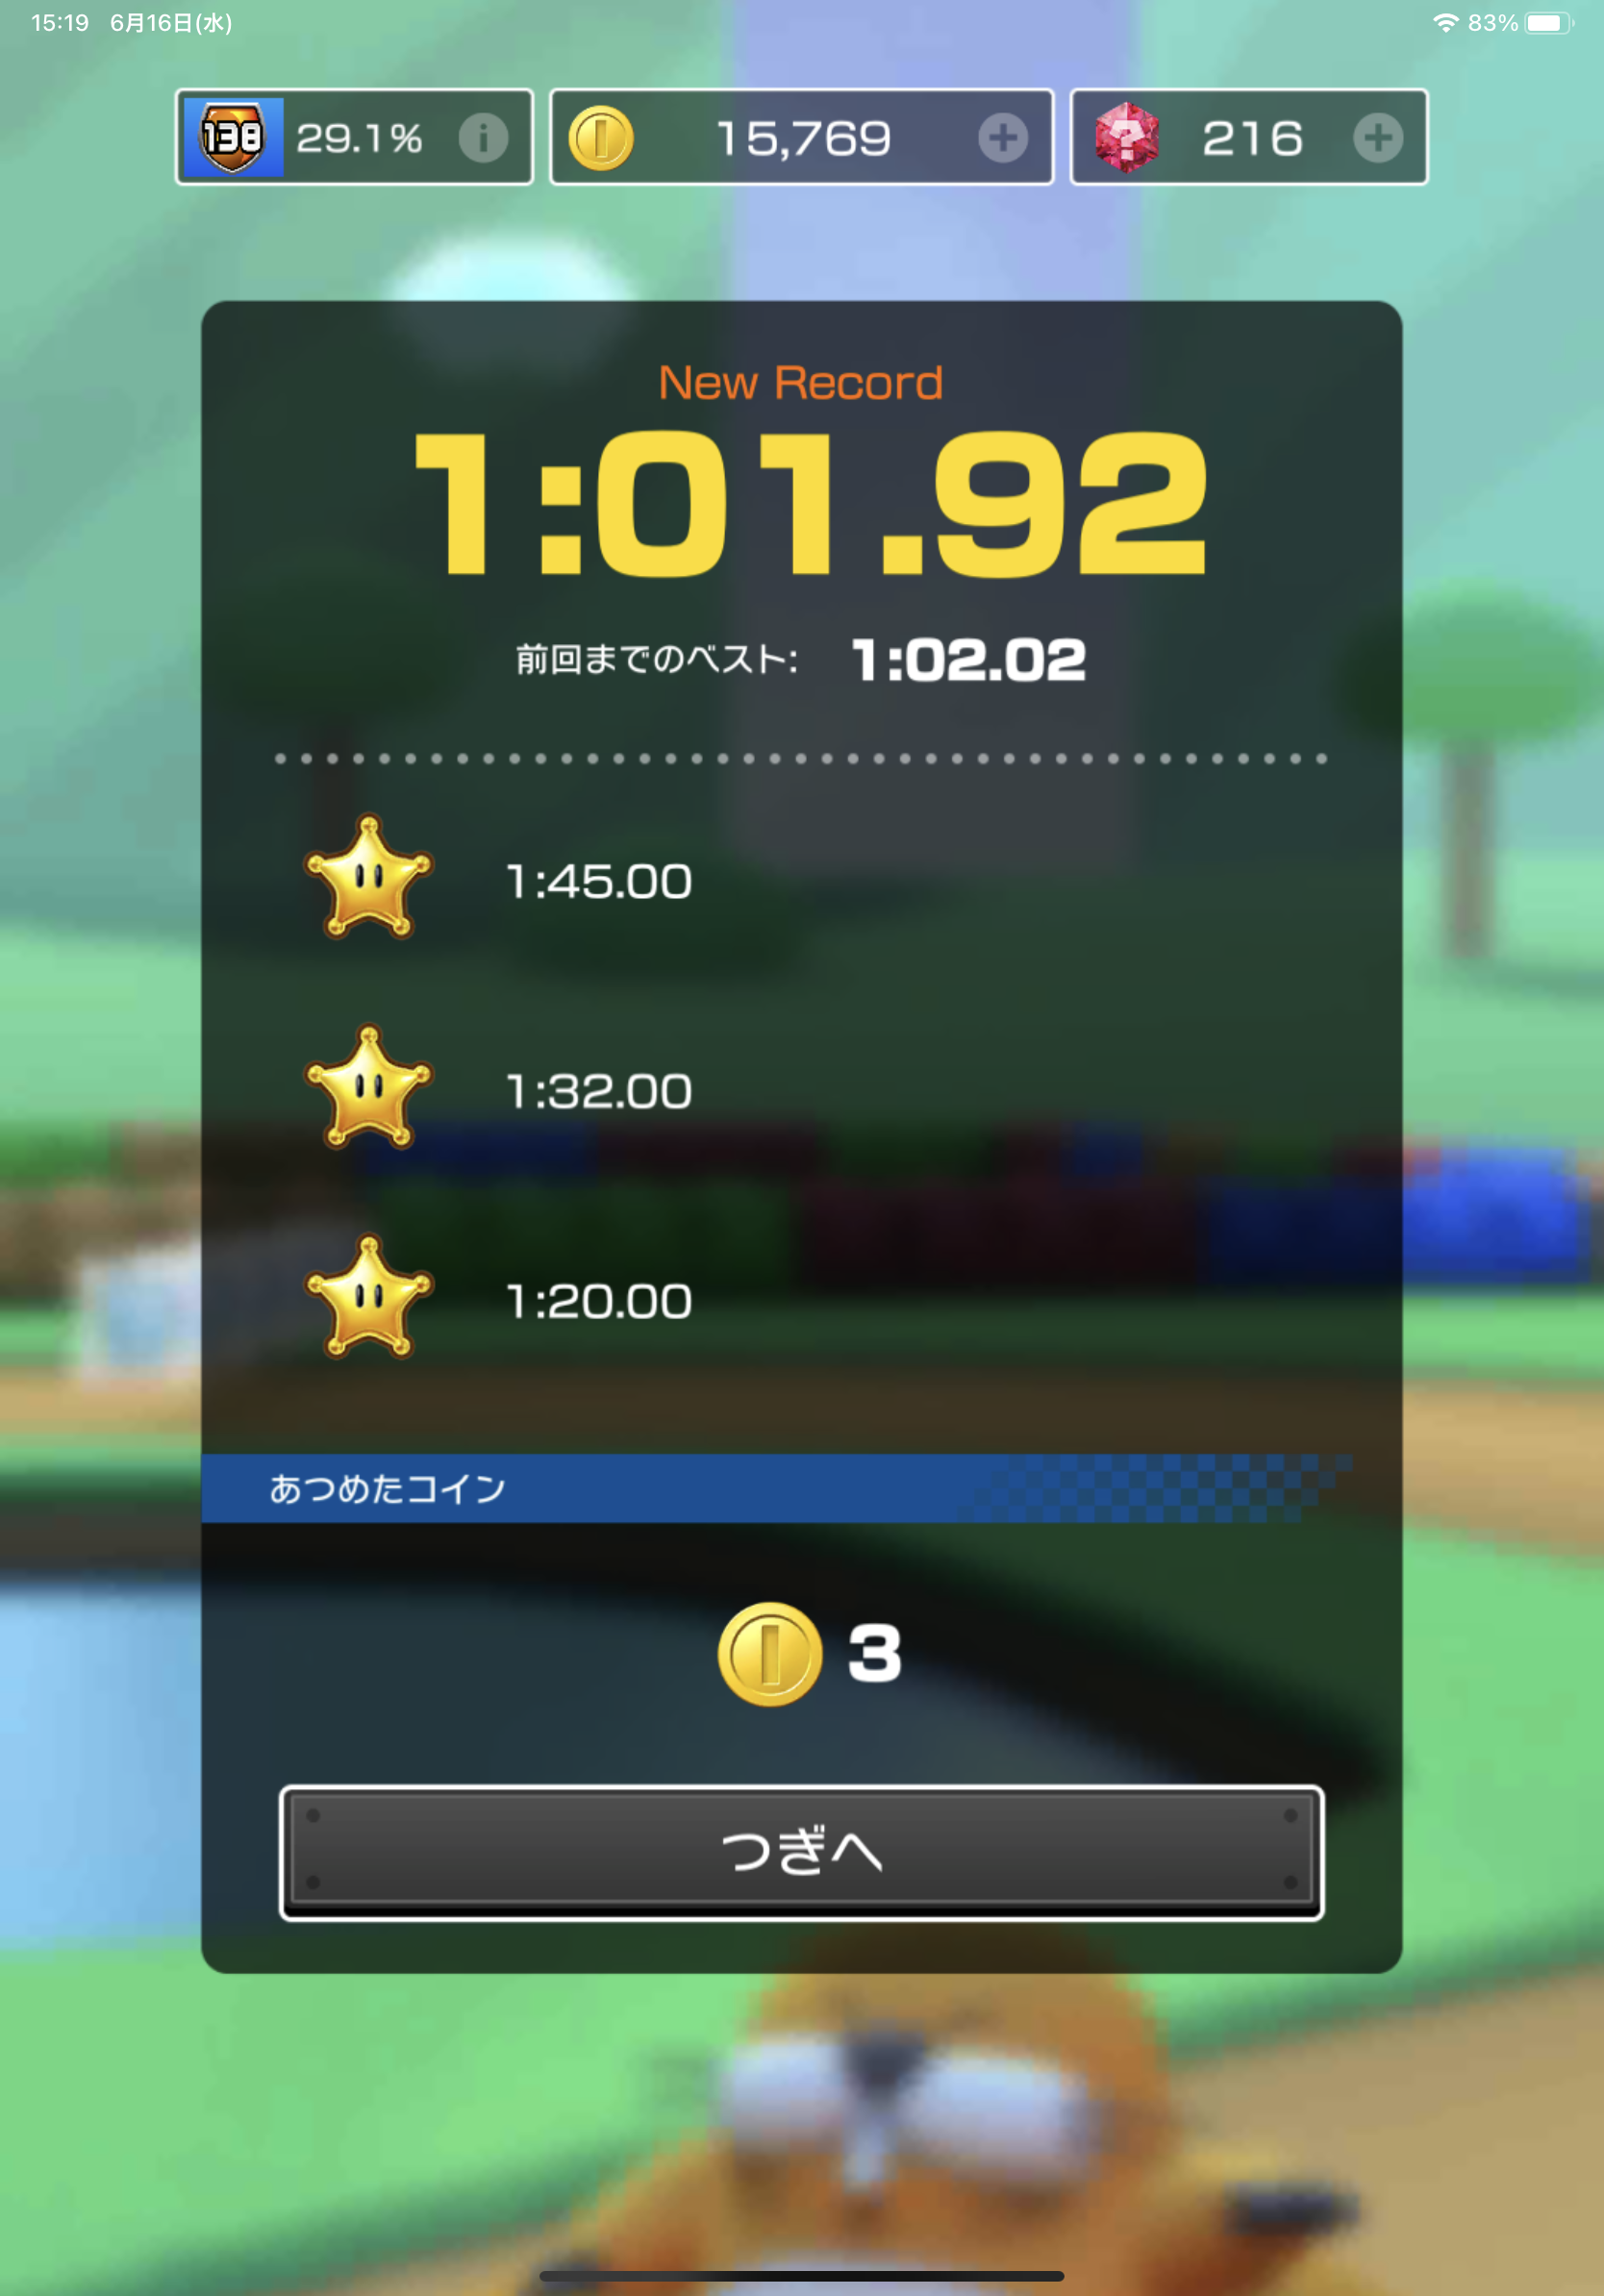 15:19 6月16日(水) 83%
138 29.1% i 15,769 + ? 216 +
New Record
1:01.92
前回までのベスト: 1:02.02
1:45.00
1:32.00
1:20.00
あつめたコイン
3
つぎへ